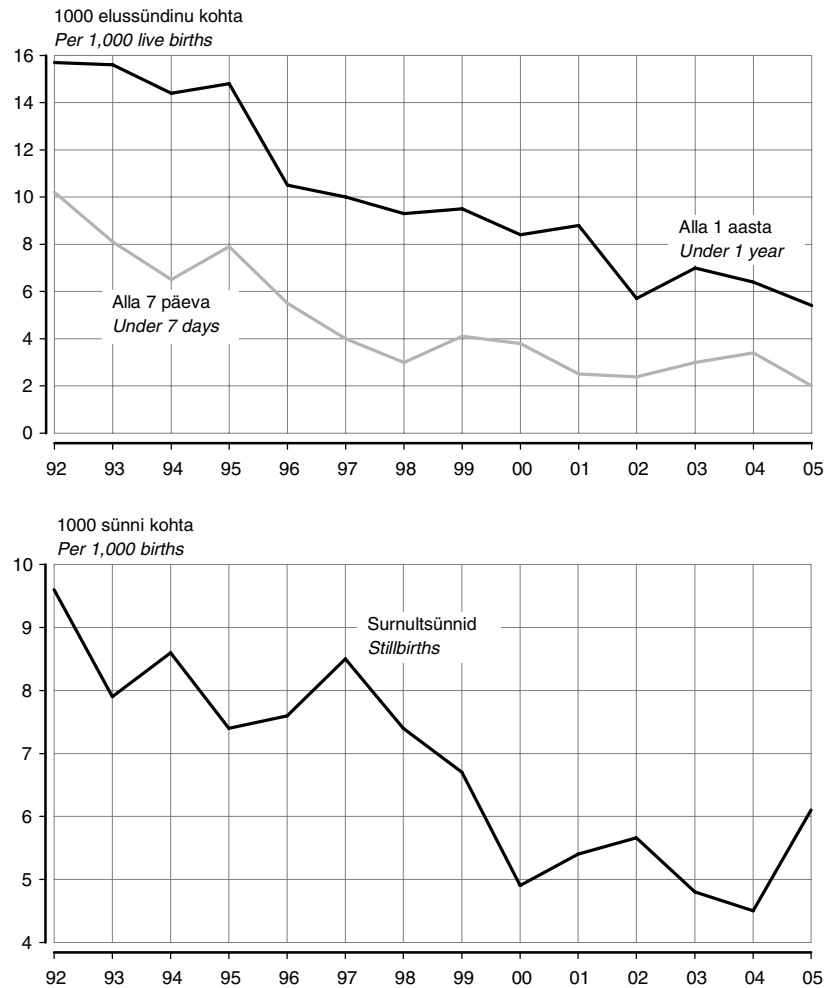 1000 elussündinu kohta
Per 1,000 live births
16
14
12
10
8
6
4
2
0
Alla 1 aasta
Under 1 year
Alla 7 päeva
Under 7 days
92 93 94 95 96 97 98 99 00 01 02 03 04 05
1000 sünni kohta
Per 1,000 births
10
9
8
7
6
5
4
Surnultsünnid
Stillbirths
92 93 94 95 96 97 98 99 00 01 02 03 04 05